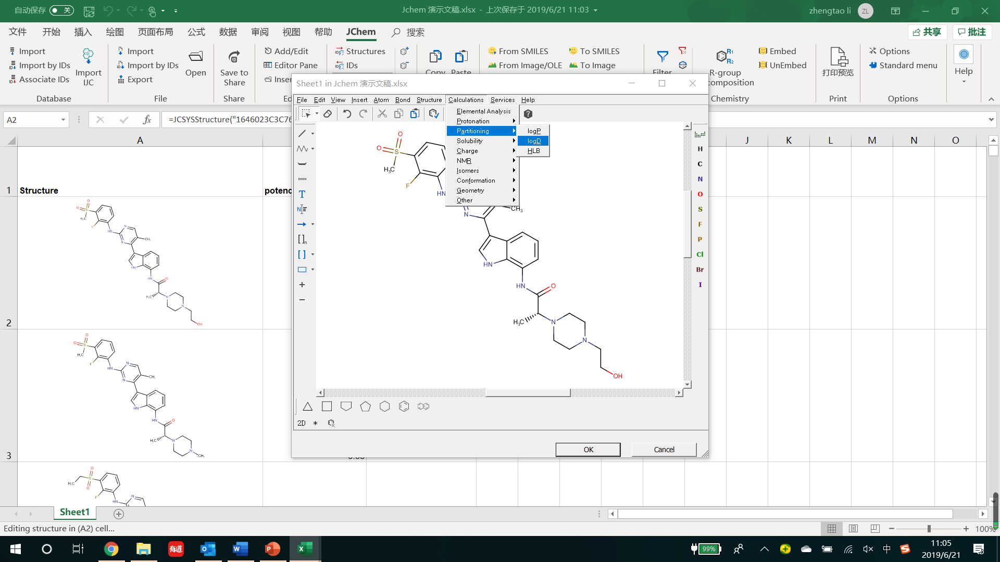 自动保存 关
Jchem 演示文稿.xlsx - 上次保存于 2019/6/21 11:03
zhengtao li ZL
文件 开始 插入 绘图 页面布局 公式 数据 审阅 视图 帮助 JChem 搜索 共享 批注
Import
Import by IDs
Associate IDs
Import IJC
Database
Import
Import by IDs
Export
Open
File
Save to Share
Share
Add/Edit
Editor Pane
Structures
IDs
Copy Paste
From SMILES
From Image/OLE
To SMILES
To Image
Filter
R-group
R1
R2
composition
Embed
UnEmbed
Chemistry
打印预览
Print
Options
Standard menu
Options
Help
A2
fx
=JCSYSStructure("1646023C3C76
A J K L M N O
1 Structure
2
3
Sheet1 in Jchem 演示文稿.xlsx
File Edit View Insert Atom Bond Structure Calculations Services Help
Elemental Analysis
Protonation
Partitioning
Solubility
Charge
NMR
Isomers
Conformation
Geometry
Other
logP
logD
HLB
O
O
S
H₃C
F
HN
N
CH₃
HN
HN
O
H₃C
N
N
OH
H
C
N
O
S
F
P
Cl
Br
I
T
[ ]n
2D *
OK Cancel
Sheet1
Editing structure in (A2) cell...
100%
有道
99%
中
11:05
2019/6/21